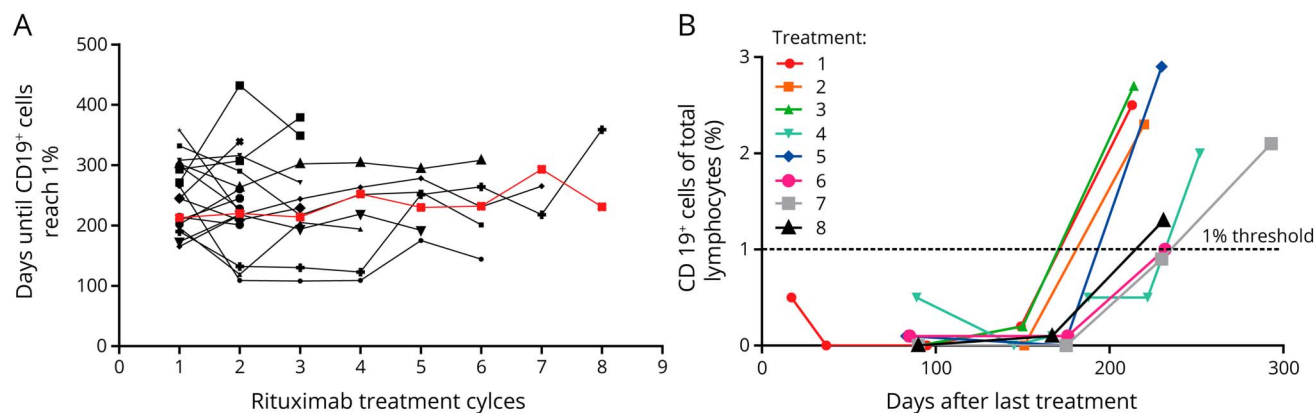 A
Days until CD19+ cells
reach 1%
500
400
300
200
100
0
0 1 2 3 4 5 6 7 8 9
Rituximab treatment cylces
B
Treatment:
1
2
3
4
5
6
7
8
CD 19+ cells of total
lymphocytes (%)
3
2
1
0
1% threshold
0 100 200 300
Days after last treatment